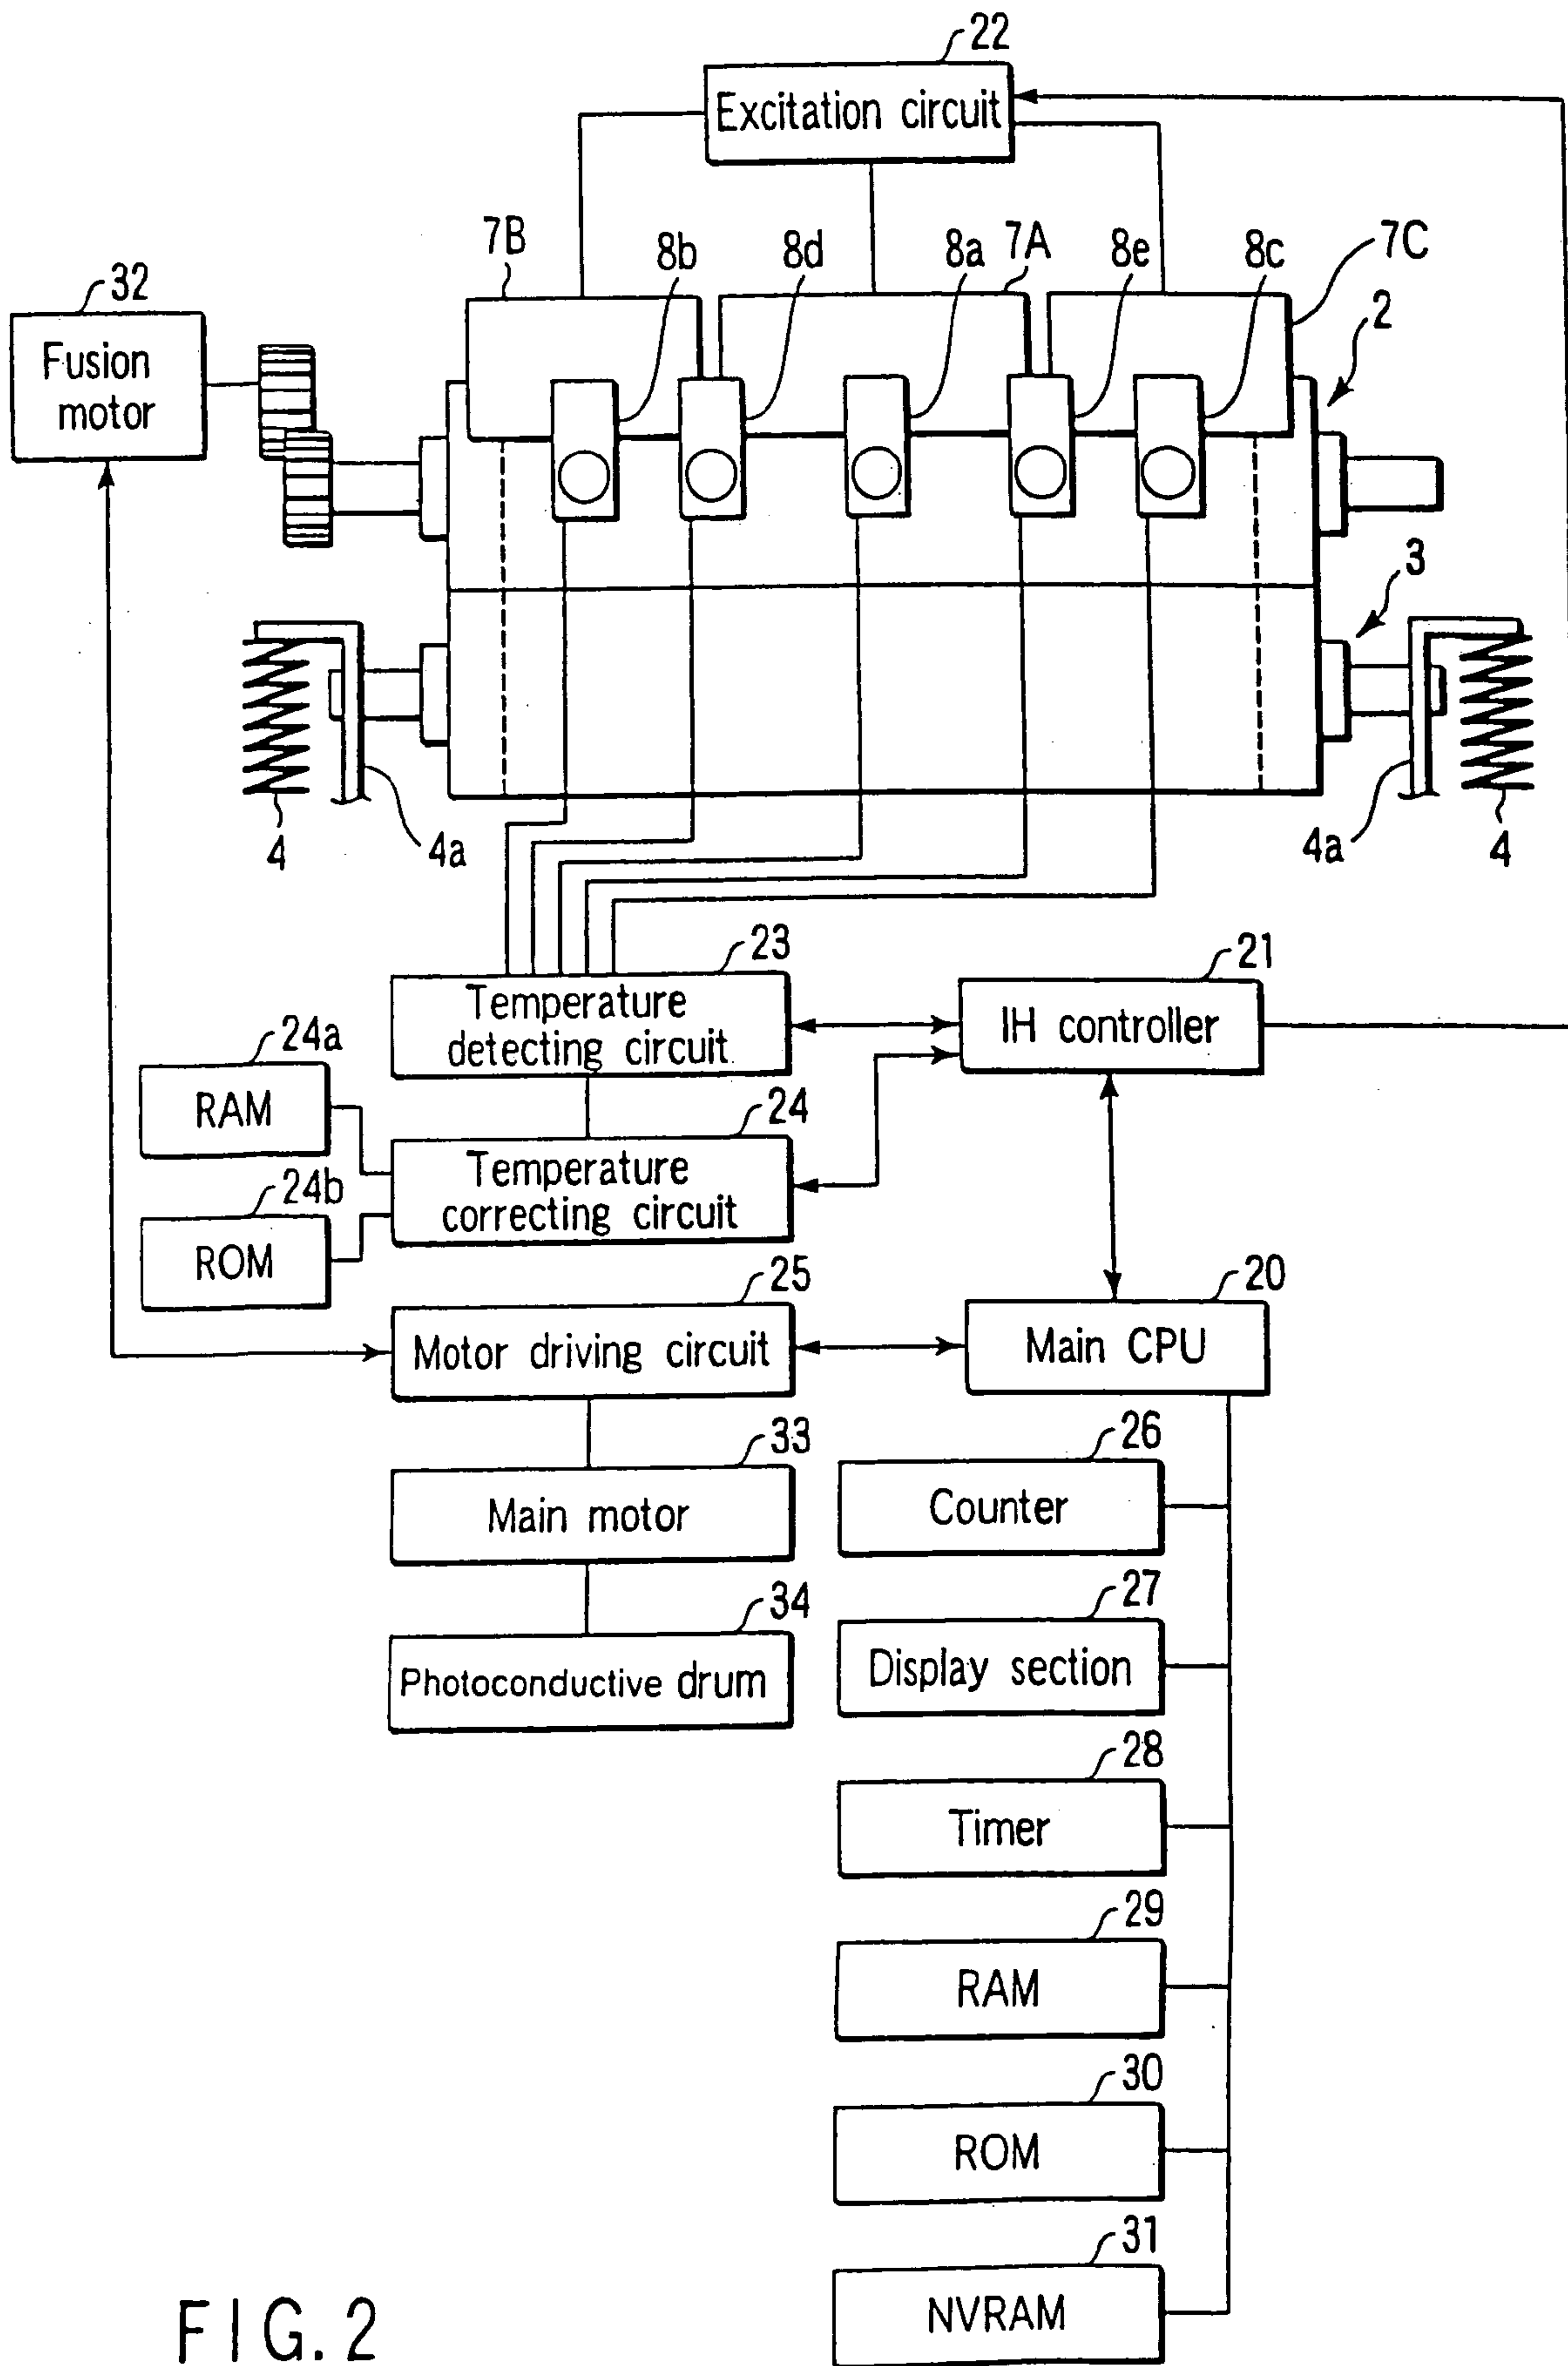 22
Excitation circuit
7B
8b
8d
8a
7A
8e
8c
7C
2
32
Fusion
motor
3
4
4a
4a
4
23
Temperature
detecting circuit
21
IH controller
24a
RAM
24
Temperature
correcting circuit
24b
ROM
25
Motor driving circuit
20
Main CPU
33
Main motor
26
Counter
34
Photoconductive drum
27
Display section
28
Timer
29
RAM
30
ROM
31
NVRAM
FIG. 2